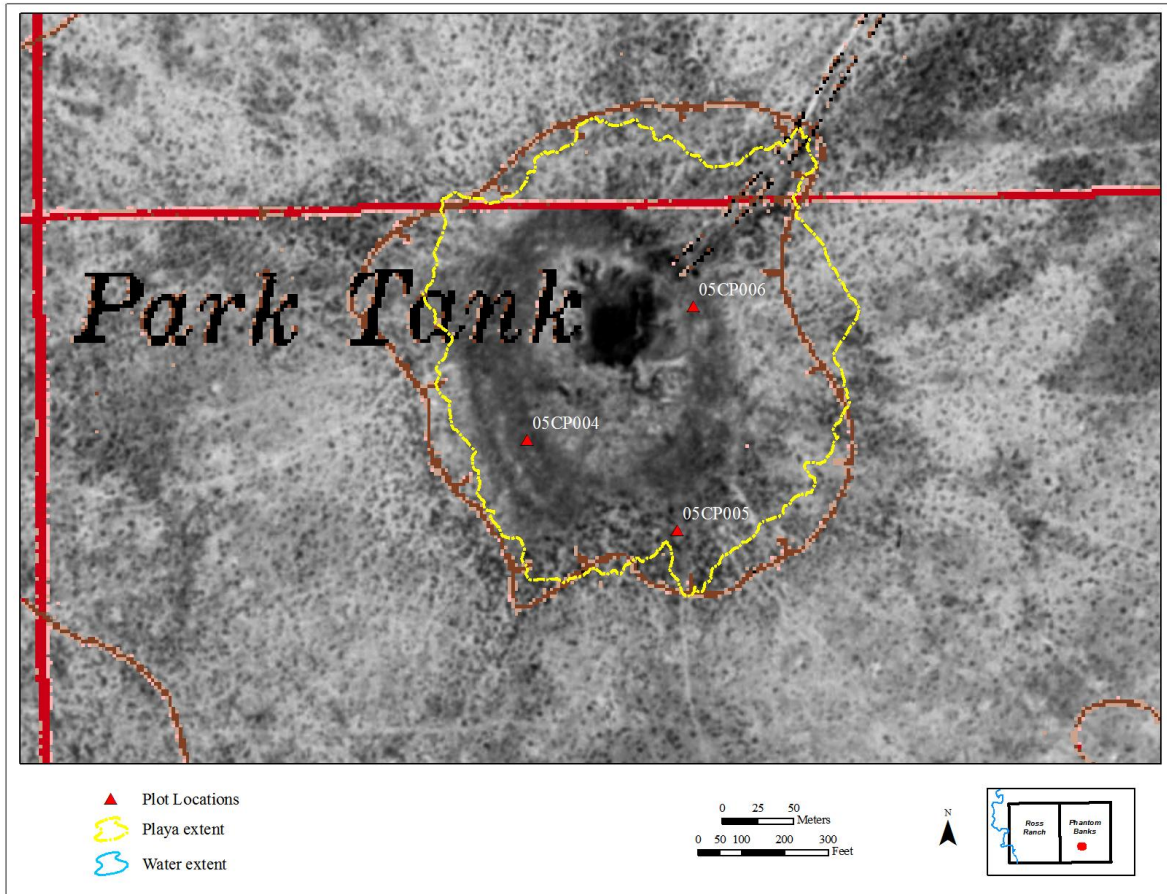 05CP006
Park Tank
05CP004
05CP005
Plot Locations
Playa extent
Water extent
0 25 50
Meters
0 50 100 200 300
Feet
N
Ross
Ranch
Phantom
Banks